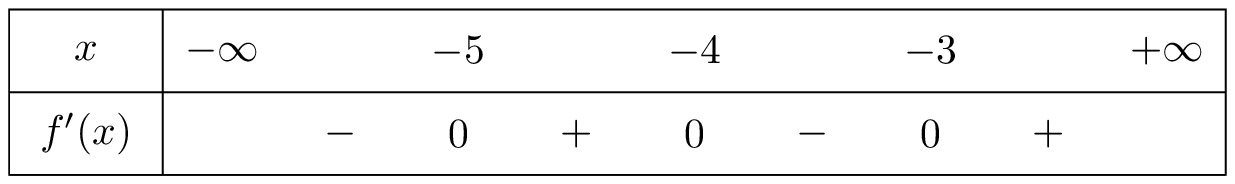 x −∞ −5 −4 −3 +∞
f′(x) − 0 + 0 − 0 +